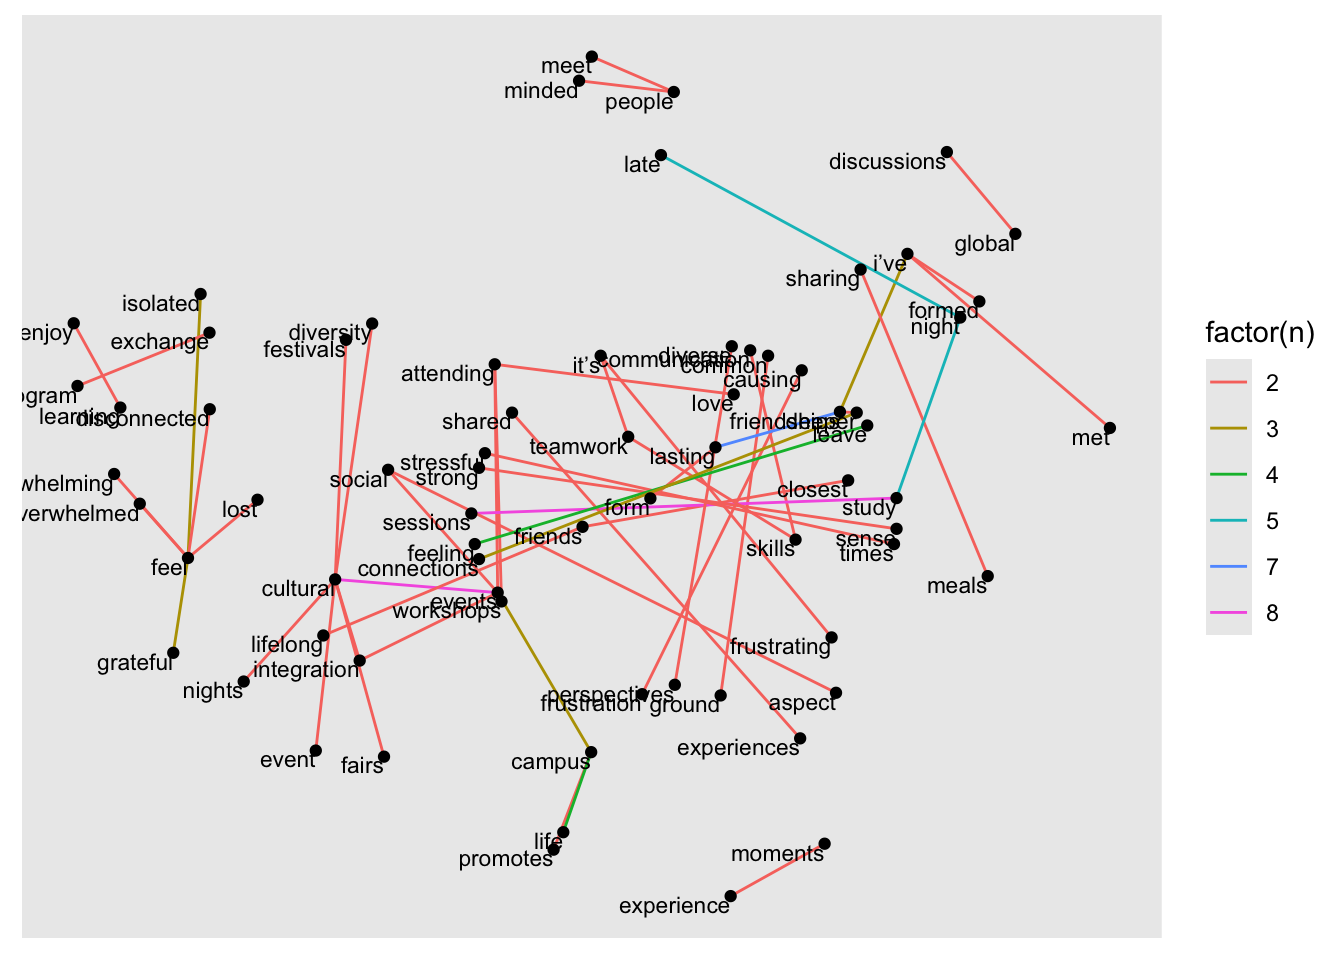 meet
minded
people
late
discussions
global
i've
sharing
isolated
formed
night
enjoy
exchange
diversity
festivals
it's
communication
diverse
common
causing
attending
ogram
love
learning
disconnected
shared
friendships
deeper
leave
met
teamwork
lasting
stressful
strong
social
whelming
closest
form
study
verwhelmed
lost
sessions
friends
sense
times
skills
feeling
connections
feel
cultural
events
workshops
meals
lifelong
integration
frustrating
grateful
nights
perspectives
frustration
ground
aspect
experiences
event
fairs
campus
life
promotes
moments
experience
factor(n)
2
3
4
5
7
8